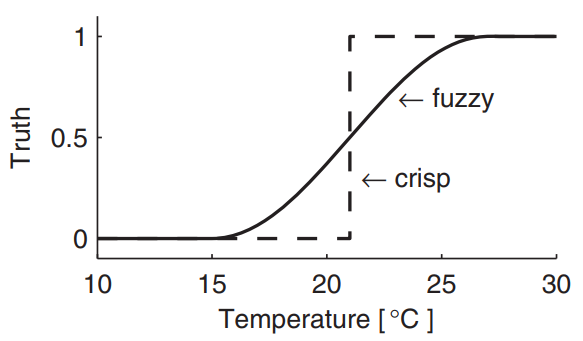 1
← fuzzy
Truth
0.5
← crisp
0
10 15 20 25 30
Temperature [°C ]